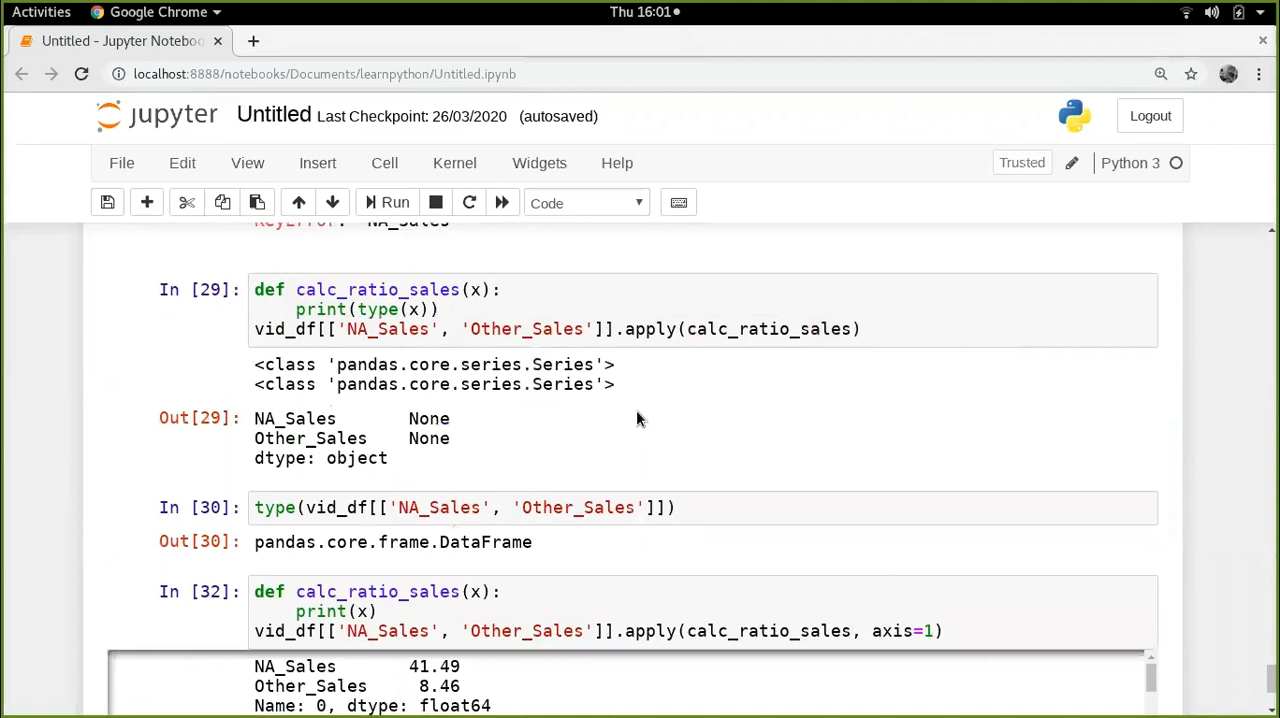 Activities Google Chrome Thu 16:01
Untitled - Jupyter Notebo
localhost:8888/notebooks/Documents/learnpython/Untitled.ipynb
jupyter Untitled Last Checkpoint: 26/03/2020 (autosaved) Logout
File Edit View Insert Cell Kernel Widgets Help Trusted Python 3
Run Code
KeyError: 'NA_Sales'
In [29]: def calc_ratio_sales(x):
print(type(x))
vid_df[['NA_Sales', 'Other_Sales']].apply(calc_ratio_sales)
<class 'pandas.core.series.Series'>
<class 'pandas.core.series.Series'>
Out[29]: NA_Sales None
Other_Sales None
dtype: object
In [30]: type(vid_df[['NA_Sales', 'Other_Sales']])
Out[30]: pandas.core.frame.DataFrame
In [32]: def calc_ratio_sales(x):
print(x)
vid_df[['NA_Sales', 'Other_Sales']].apply(calc_ratio_sales, axis=1)
NA_Sales 41.49
Other_Sales 8.46
Name: 0, dtype: float64